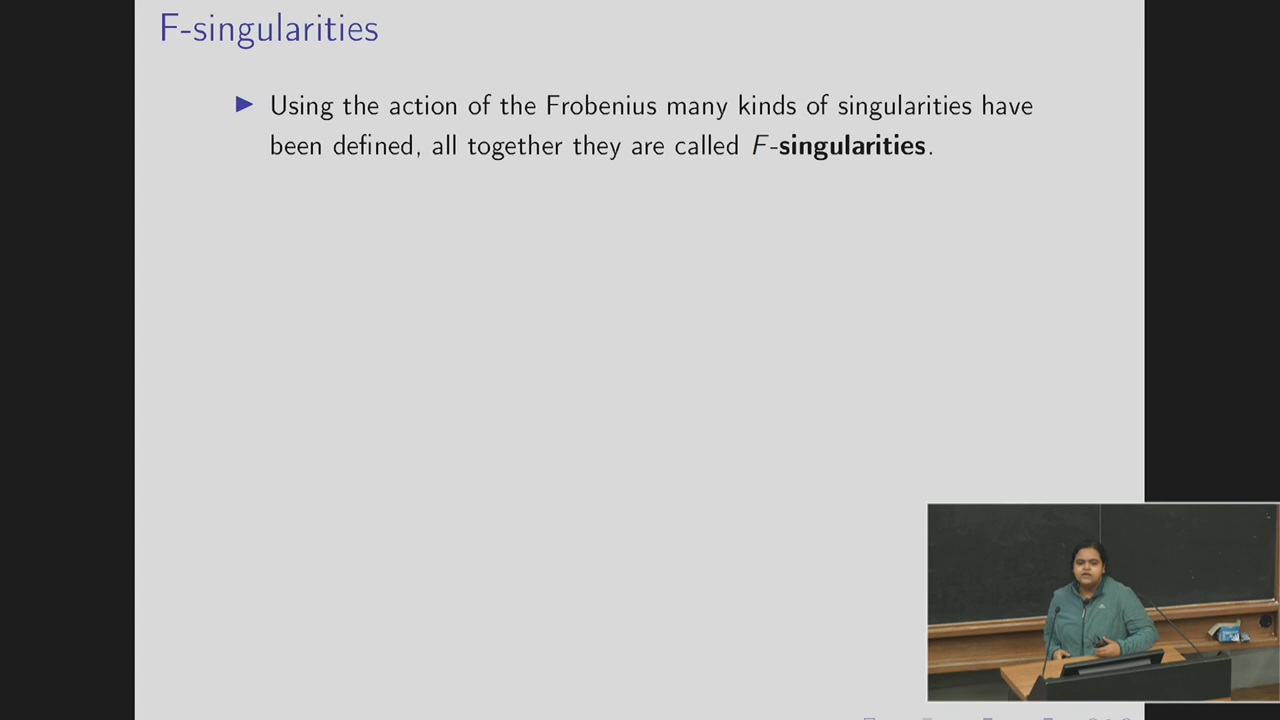 F-singularities
Using the action of the Frobenius many kinds of singularities have
been defined, all together they are called F-singularities.